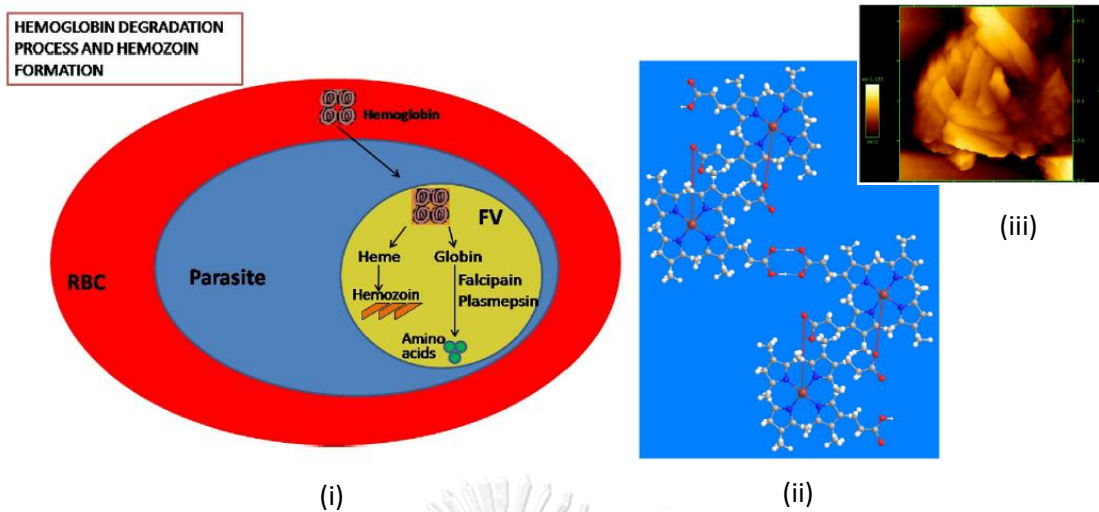 HEMOGLOBIN DEGRADATION
PROCESS AND HEMOZOIN
FORMATION
Hemoglobin
FV
Heme
Globin
Falcipain
Plasmepsin
Hemozoin
Amino
acids
RBC
Parasite
(i)
(ii)
(iii)